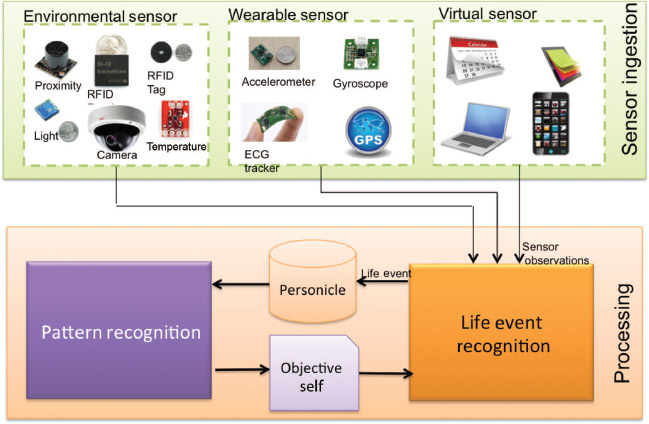 Environmental sensor
Wearable sensor
Virtual sensor
Sensor ingestion
Proximity
RFID
RFID
Tag
Light
Camera
Temperature
Accelerometer
Gyroscope
ECG
tracker
GPS
Calendar
Sensor
observations
Life event
Personicle
Pattern recognition
Objective
self
Life event
recognition
Processing